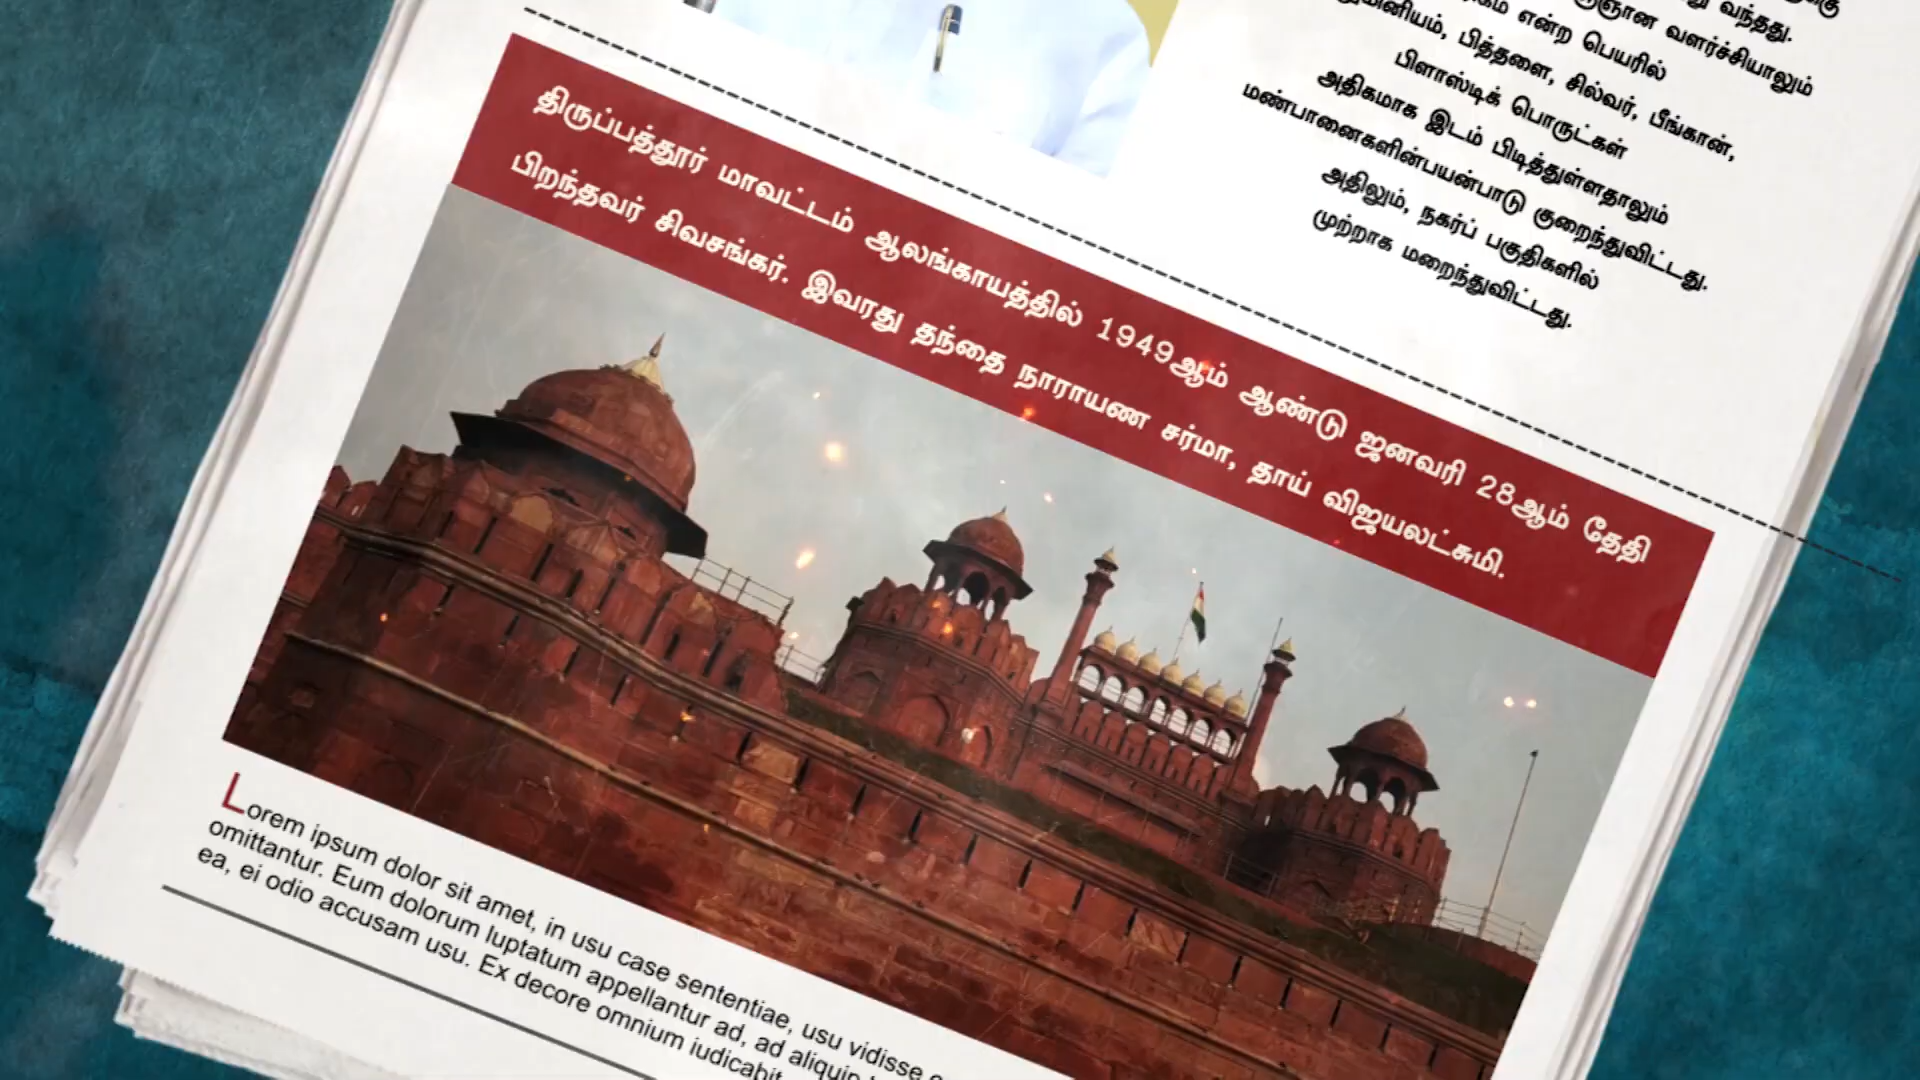 வந்தது.
வளர்ச்சியாலும்
என்ற பெயரில்
பித்தளை, சில்வர், பீங்கான்,
பிளாஸ்டிக் பொருட்கள்
அதிகமாக இடம் பிடித்துள்ளதாலும்
மண்பானைகளின்பயன்பாடு குறைந்துவிட்டது.
அதிலும், நகர்ப் பகுதிகளில்
முற்றாக மறைந்துவிட்டது.
திருப்பத்தூர் மாவட்டம் ஆலங்காயத்தில் 1949ஆம் ஆண்டு ஜனவரி 28ஆம் தேதி
பிறந்தவர் சிவசங்கர். இவரது தந்தை நாராயண சர்மா, தாய் விஜயலட்சுமி.
Lorem ipsum dolor sit amet, in usu case sententiae, usu vidisse
omittantur. Eum dolorum luptatum appellantur ad, ad aliquip
ea, ei odio accusam usu. Ex decore omnium iudicabit